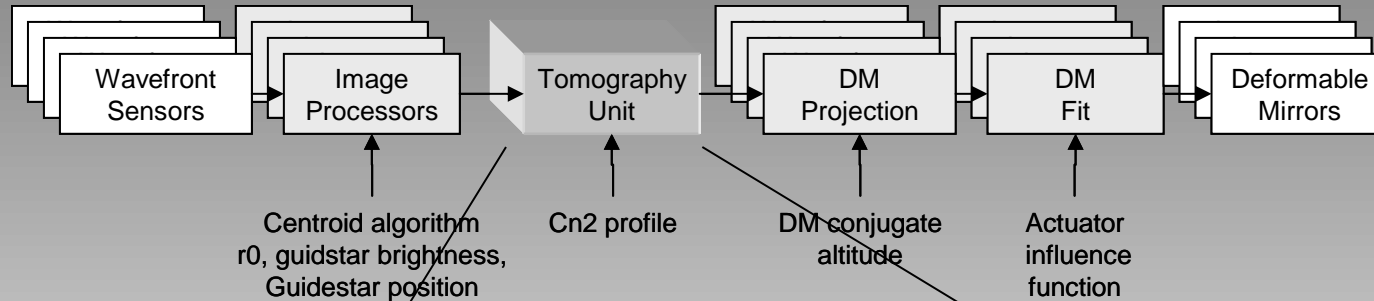 Wavefront
Sensors
Image
Processors
Tomography
Unit
DM
Projection
DM
Fit
Deformable
Mirrors
Centroid algorithm
r0, guidstar brightness,
Guidestar position
Cn2 profile
DM conjugate
altitude
Actuator
influence
function